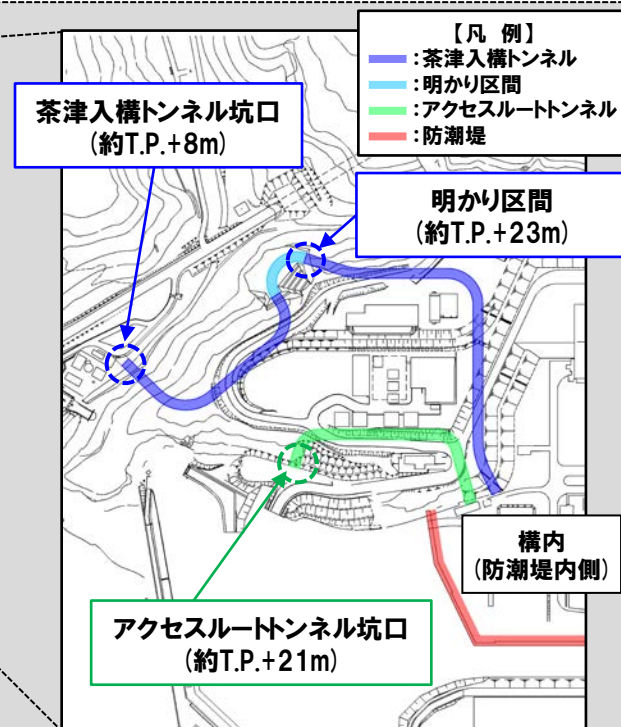 【凡 例】
:茶津入構トンネル
:明かり区間
:アクセスルートトンネル
:防潮堤
茶津入構トンネル坑口
(約T.P.+8m)
明かり区間
(約T.P.+23m)
構内
(防潮堤内側)
アクセスルートトンネル坑口
(約T.P.+21m)